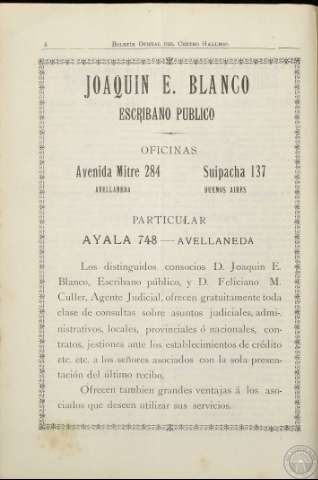 4 BOLETIN OFICIAL DEL CENTRO GALLEGO
JOAQUIN E. BLANCO
ESCRIBANO PUBLICO
OFICINAS
Avenida Mitre 284 Suipacha 137
AVELLANEDA BUENOS AIRES
PARTICULAR
AYALA 748 — AVELLANEDA
Los distinguidos consocios D. Joaquin E.
Blanco, Escribano público, y D. Feliciano M.
Culler, Agente Judicial, ofrecen gratuitamente toda
clase de consultas sobre asuntos judiciales, admi-
nistrativos, locales, provinciales ó nacionales, con-
tratos, jestiones ante los establecimientos de crédito
etc. etc. a los señores asociados con la sola presen-
tación del último recibo.
Ofrecen tambien grandes ventajas á los aso-
ciados que deseen utilizar sus servicios.